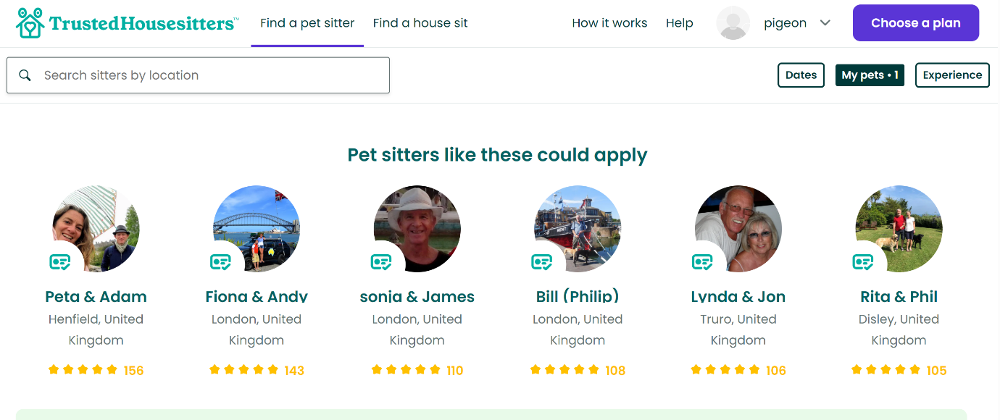 TrustedHousesitters™
Find a pet sitter
Find a house sit
How it works
Help
pigeon
Choose a plan
Search sitters by location
Dates
My pets • 1
Experience
Pet sitters like these could apply
KENT
Peta & Adam
Henfield, United
Kingdom
156
Fiona & Andy
London, United
Kingdom
143
sonja & James
London, United
Kingdom
110
Bill (Philip)
London, United
Kingdom
108
Lynda & Jon
Truro, United
Kingdom
106
Rita & Phil
Disley, United
Kingdom
105